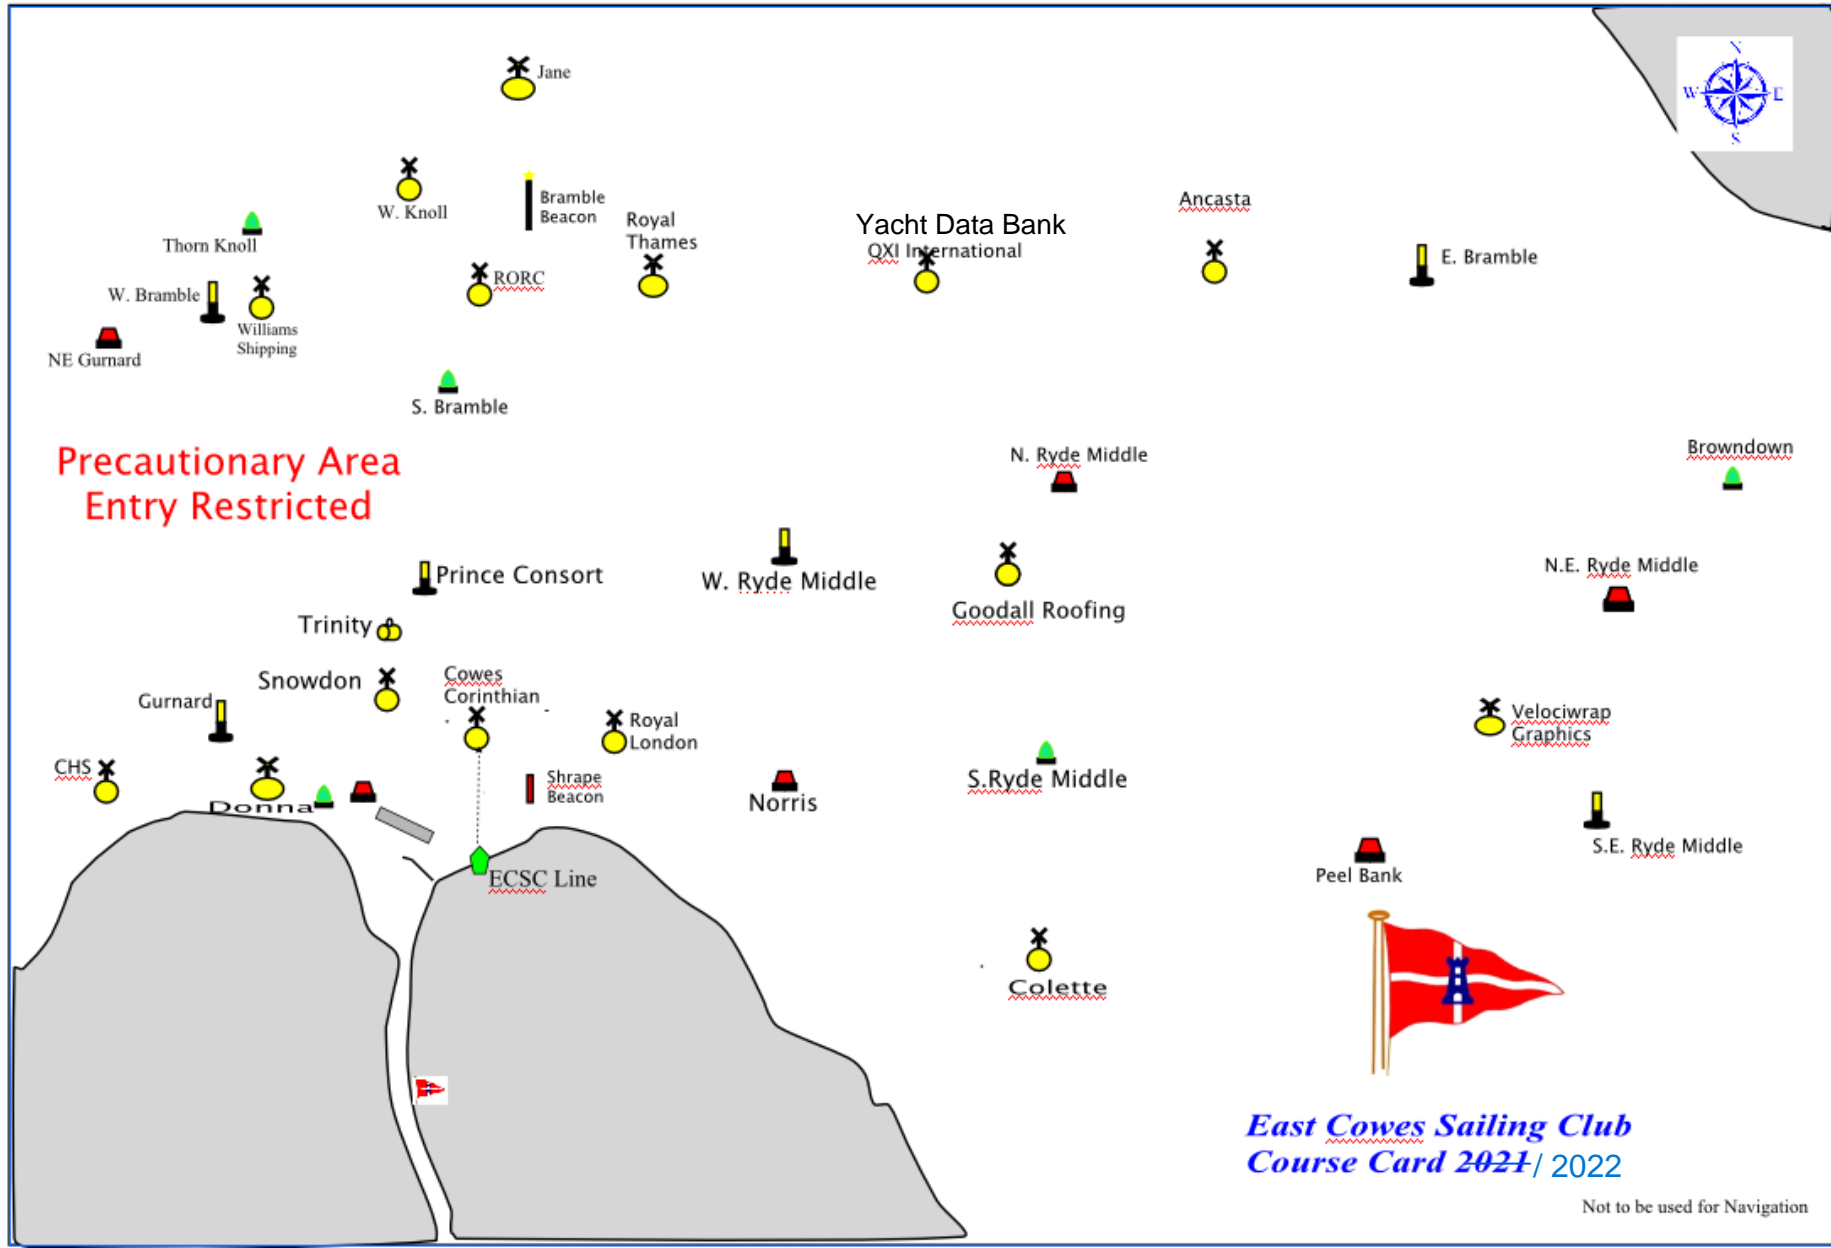 Jane
N
W
E
S
W. Knoll
Bramble
Beacon
Ancasta
Royal
Thames
Yacht Data Bank
QXI International
Thorn Knoll
E. Bramble
RORC
W. Bramble
Williams
Shipping
NE Gurnard
S. Bramble
Precautionary Area
Entry Restricted
N. Ryde Middle
Browndown
Prince Consort
W. Ryde Middle
N.E. Ryde Middle
Goodall Roofing
Trinity
Snowdon
Cowes
Corinthian
Gurnard
Royal
London
Velociwrap
Graphics
CHS
Donna
Shrape
Beacon
Norris
S.Ryde Middle
S.E. Ryde Middle
Peel Bank
ECSC Line
Colette
East Cowes Sailing Club
Course Card 2021/ 2022
Not to be used for Navigation